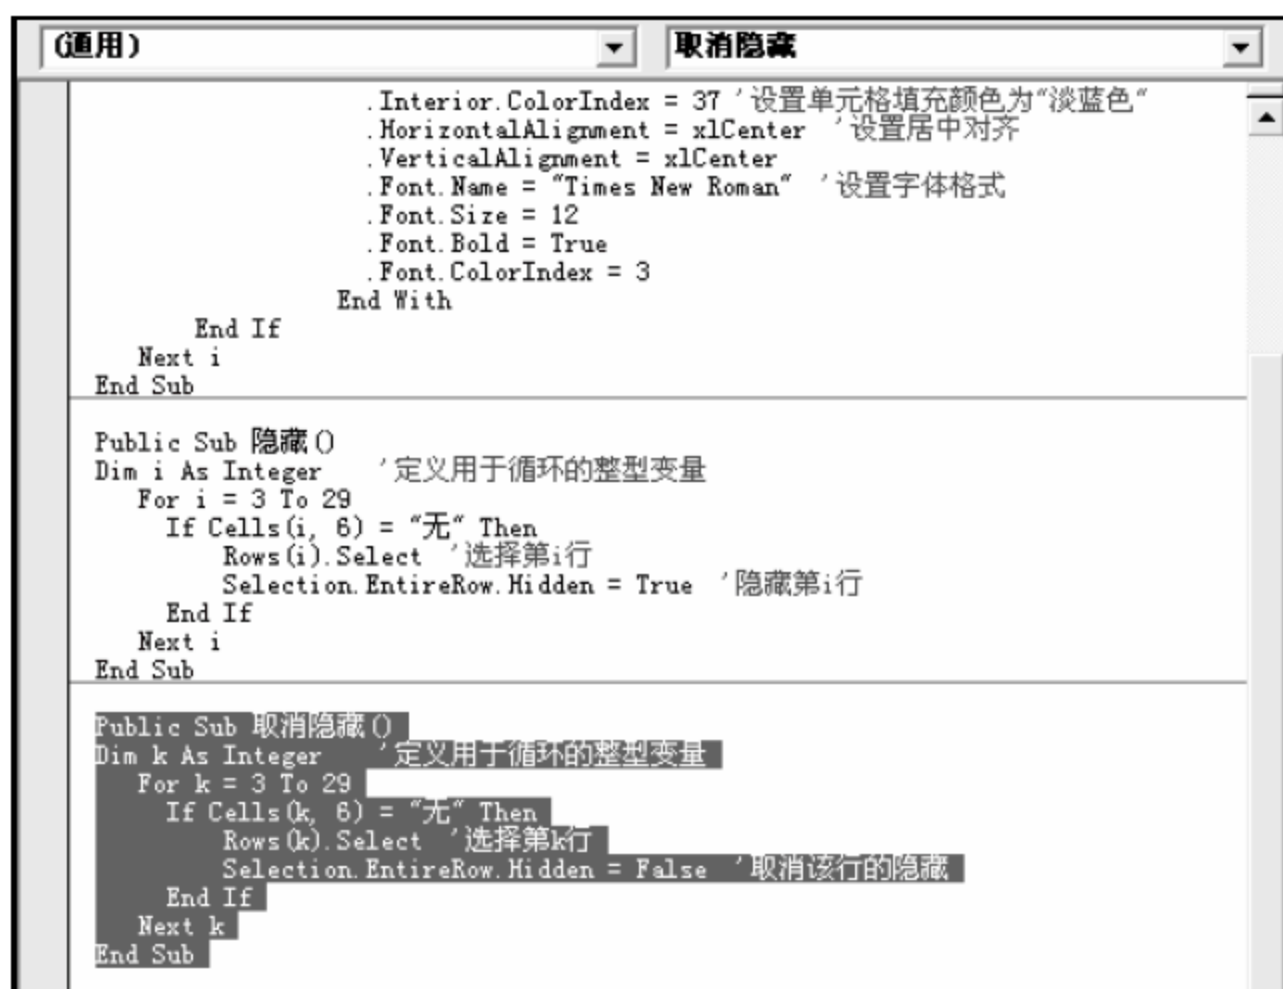 (通用)
取消隐藏
.Interior.ColorIndex = 37 '设置单元格填充颜色为"淡蓝色"
.HorizontalAlignment = xlCenter '设置居中对齐
.VerticalAlignment = xlCenter
.Font.Name = "Times New Roman" '设置字体格式
.Font.Size = 12
.Font.Bold = True
.Font.ColorIndex = 3
End With
End If
Next i
End Sub
Public Sub 隐藏()
Dim i As Integer '定义用于循环的整型变量
For i = 3 To 29
If Cells(i, 6) = "无" Then
Rows(i).Select '选择第i行
Selection.EntireRow.Hidden = True '隐藏第i行
End If
Next i
End Sub
Public Sub 取消隐藏()
Dim k As Integer '定义用于循环的整型变量
For k = 3 To 29
If Cells(k, 6) = "无" Then
Rows(k).Select '选择第k行
Selection.EntireRow.Hidden = False '取消该行的隐藏
End If
Next k
End Sub